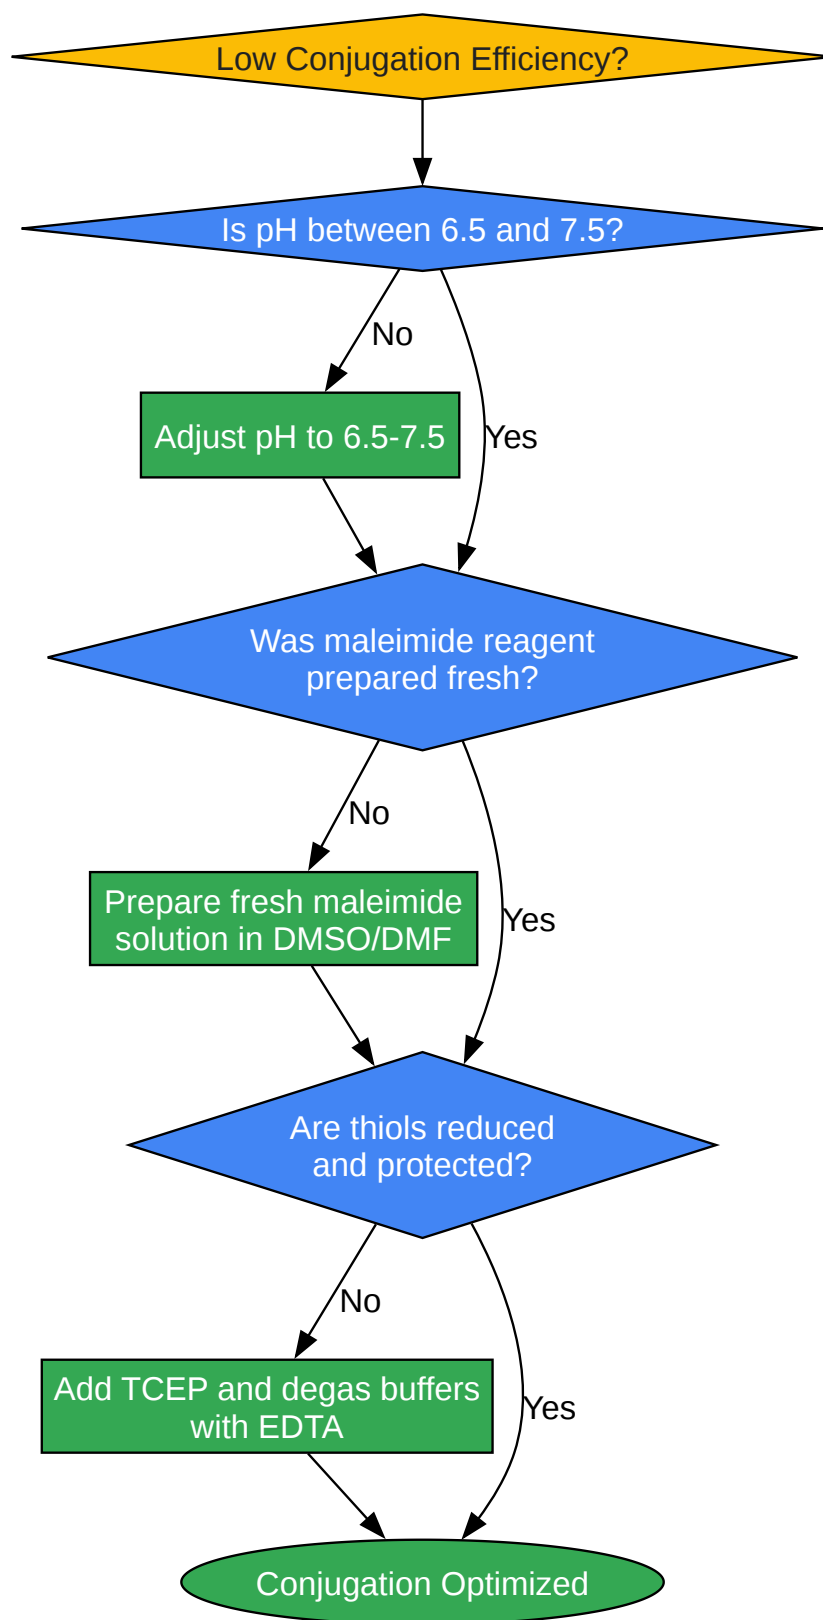 Low Conjugation Efficiency?
Is pH between 6.5 and 7.5?
No
Adjust pH to 6.5-7.5
Yes
Was maleimide reagent
prepared fresh?
No
Prepare fresh maleimide
solution in DMSO/DMF
Yes
Are thiols reduced
and protected?
No
Add TCEP and degas buffers
with EDTA
Yes
Conjugation Optimized